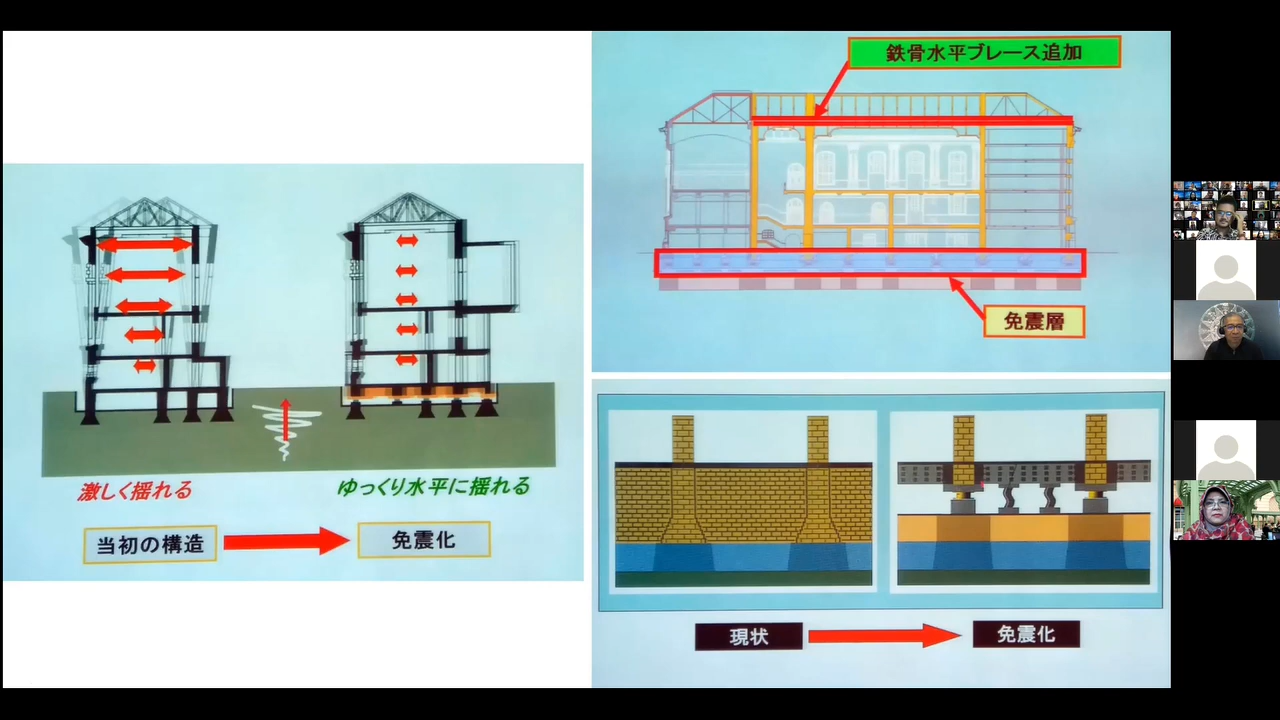 激しく揺れる
ゆっくり水平に揺れる
当初の構造
免震化
鉄骨水平ブレース追加
免震層
現状
免震化